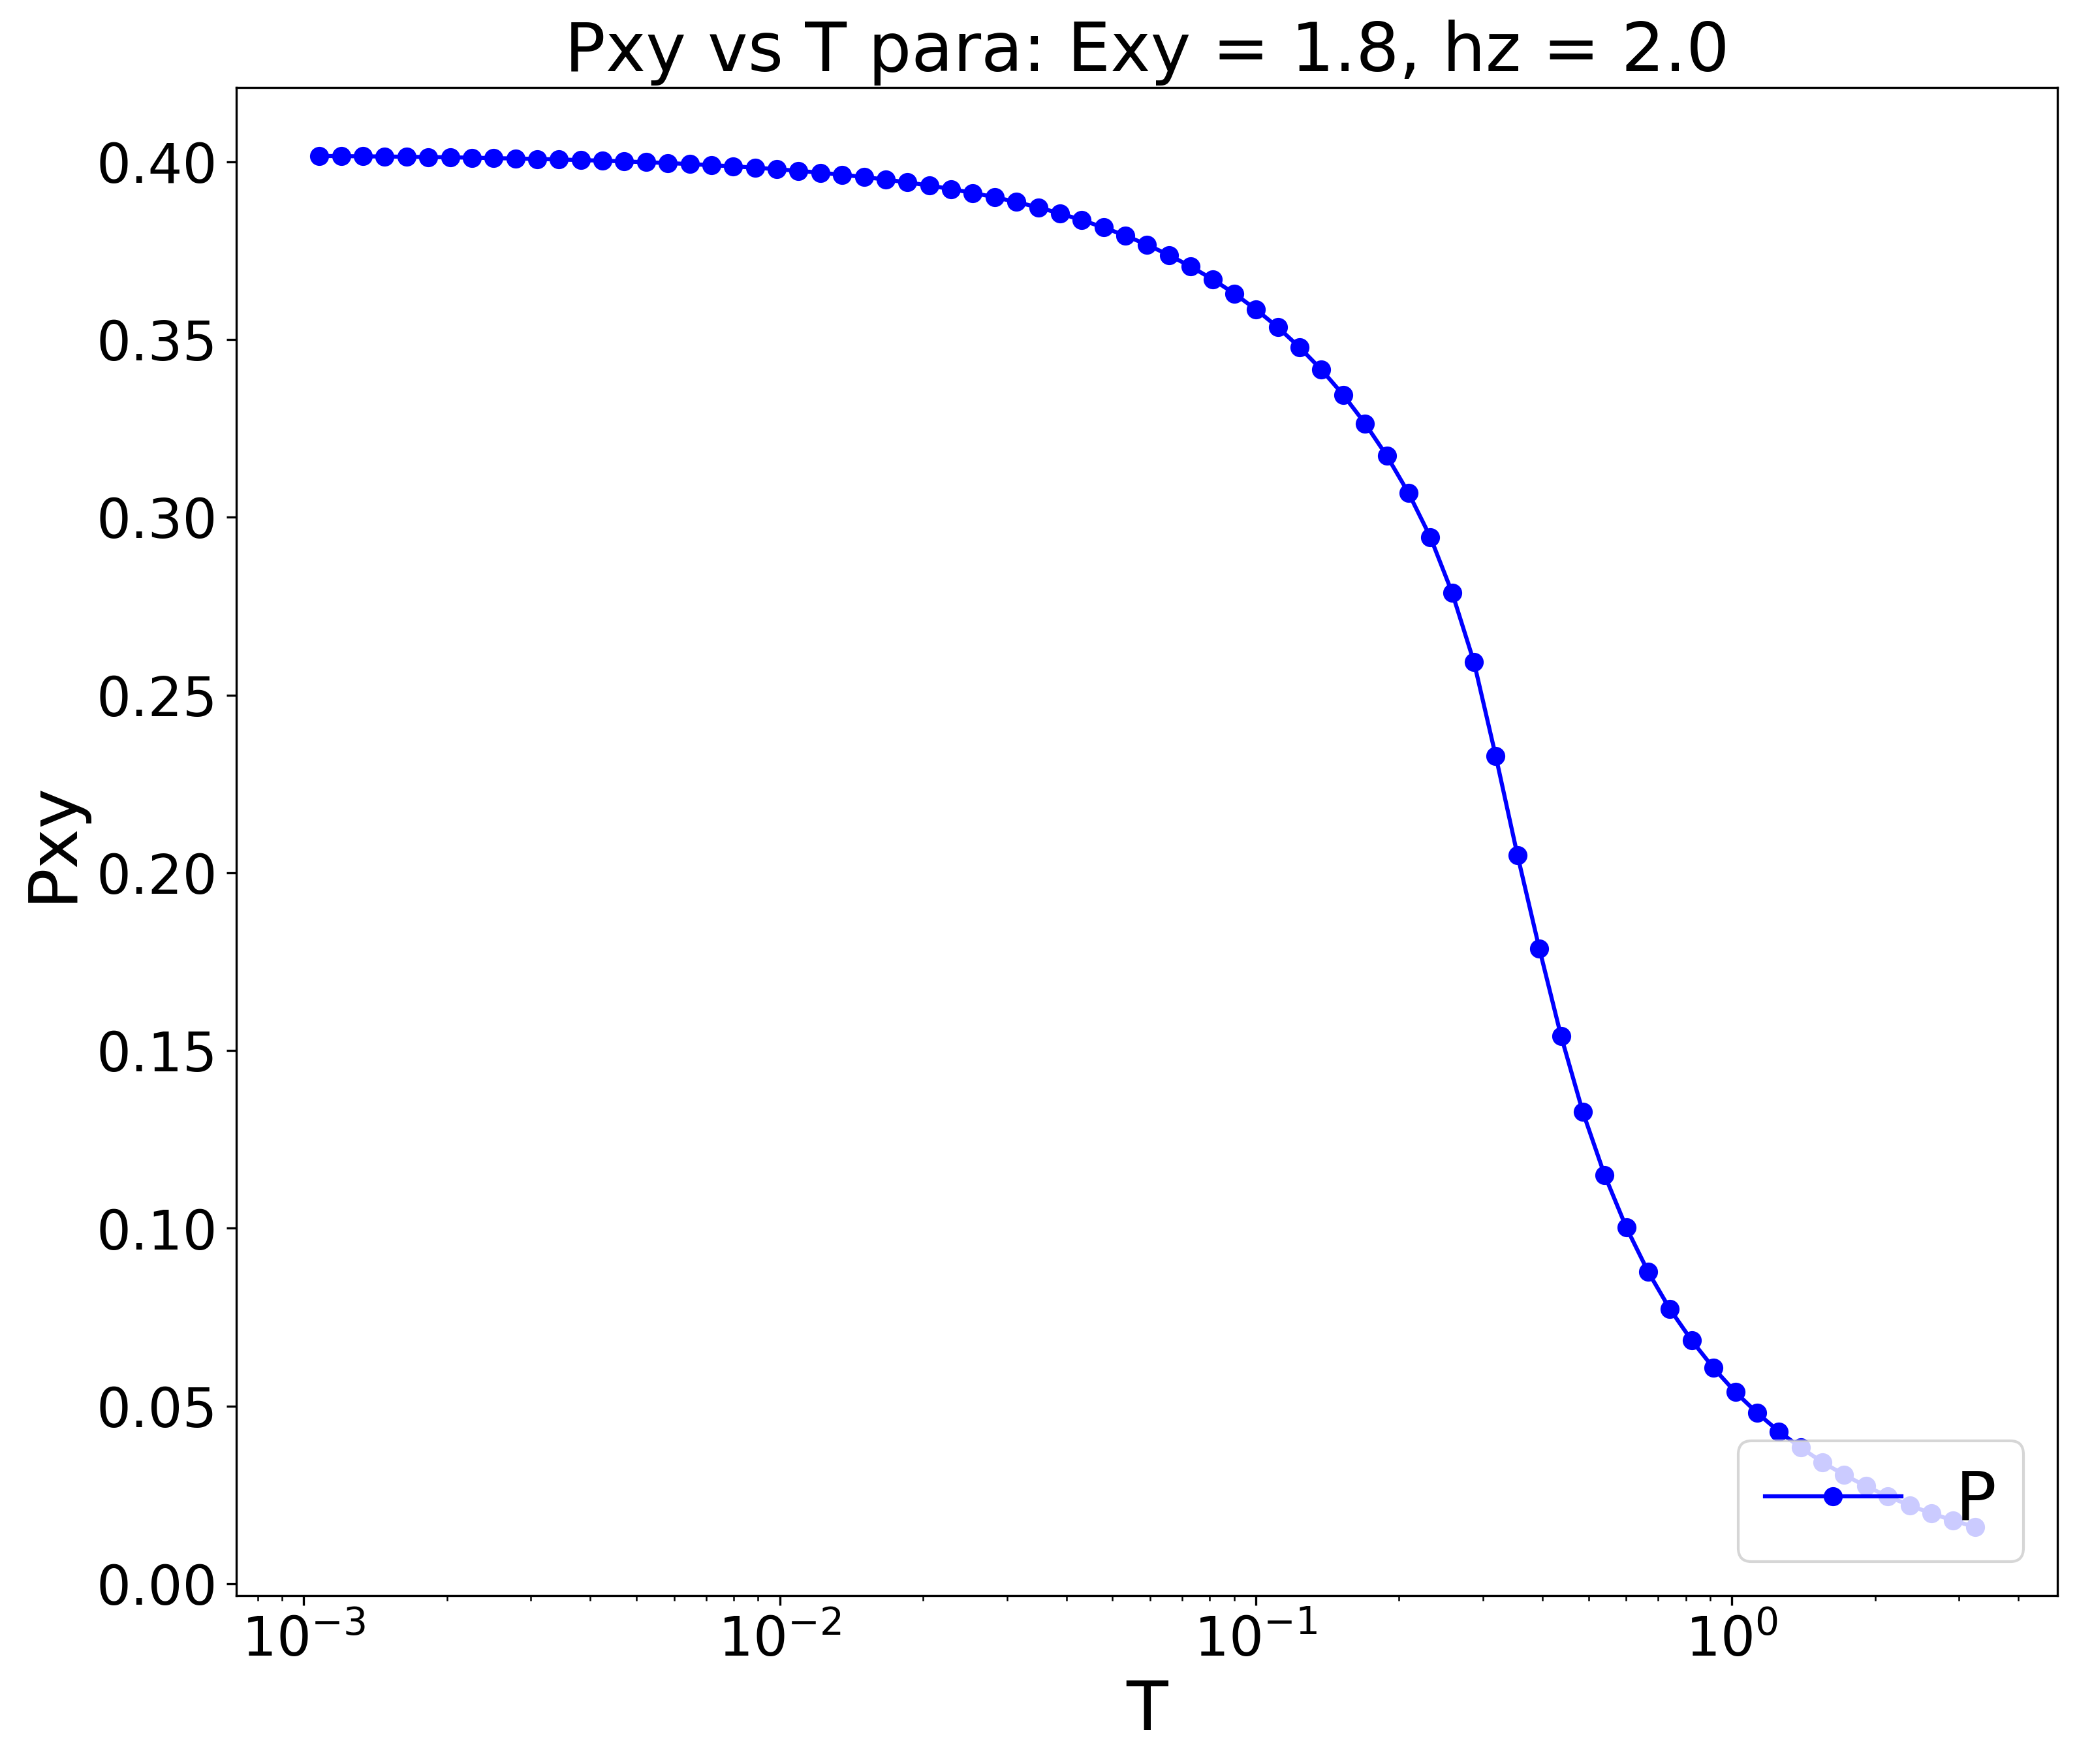 Pxy vs T para: Exy = 1.8, hz = 2.0
Pxy
0.40
0.35
0.30
0.25
0.20
0.15
0.10
0.05
0.00
P
10⁻³ 10⁻² 10⁻¹ 10⁰
T